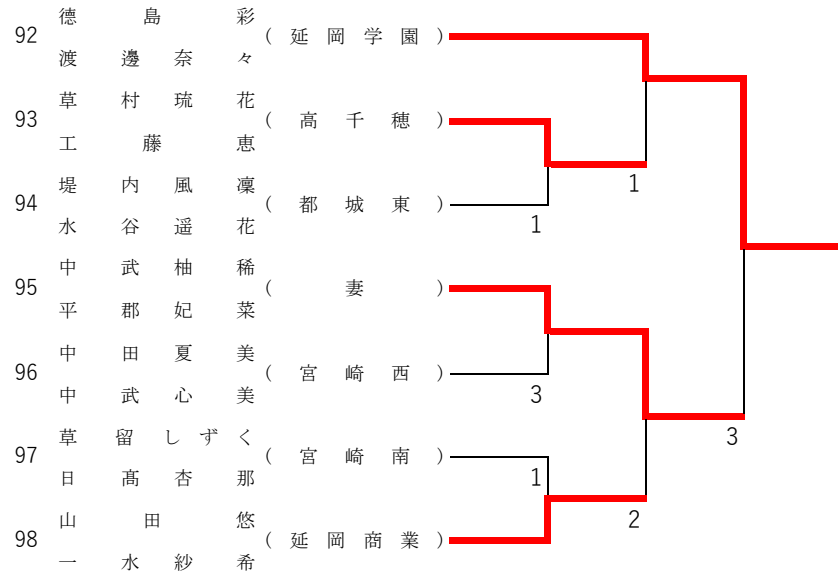 92 德島彩 (延岡学園)
渡邊奈々
93 草村琉花 (高千穂)
工藤恵
1
94 堤内風凜 (都城東)
水谷遥花
1
95 中武柚稀 (妻)
平郡妃菜
96 中田夏美 (宮崎西)
中武心美
3
3
97 草留しずく (宮崎南)
日髙杏那
1
2
98 山田悠 (延岡商業)
一水紗希